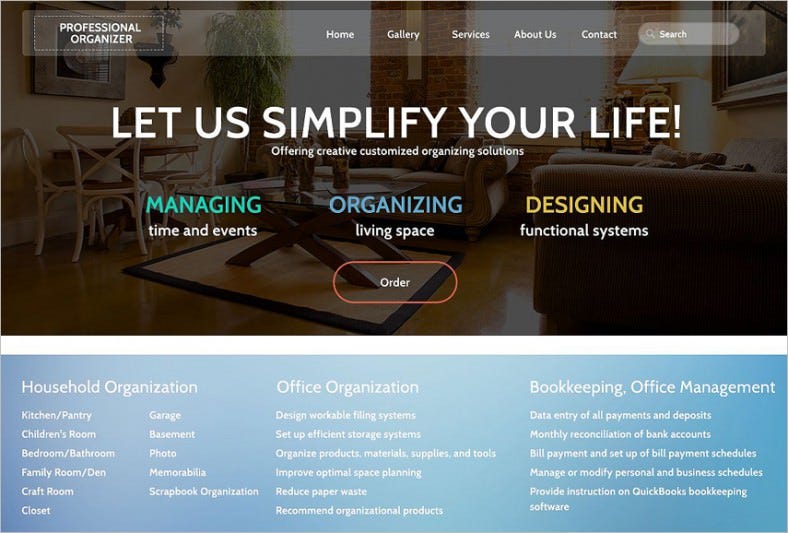 PROFESSIONAL
ORGANIZER
Home Gallery Services About Us Contact Search
LET US SIMPLIFY YOUR LIFE!
Offering creative customized organizing solutions
MANAGING
time and events
ORGANIZING
living space
DESIGNING
functional systems
Order
Household Organization
Kitchen/Pantry
Children's Room
Bedroom/Bathroom
Family Room/Den
Craft Room
Closet
Garage
Basement
Photo
Memorabilia
Scrapbook Organization
Office Organization
Design workable filing systems
Set up efficient storage systems
Organize products, materials, supplies, and tools
Improve optimal space planning
Reduce paper waste
Recommend organizational products
Bookkeeping, Office Management
Data entry of all payments and deposits
Monthly reconciliation of bank accounts
Bill payment and set up of bill payment schedules
Manage or modify personal and business schedules
Provide instruction on QuickBooks bookkeeping
software